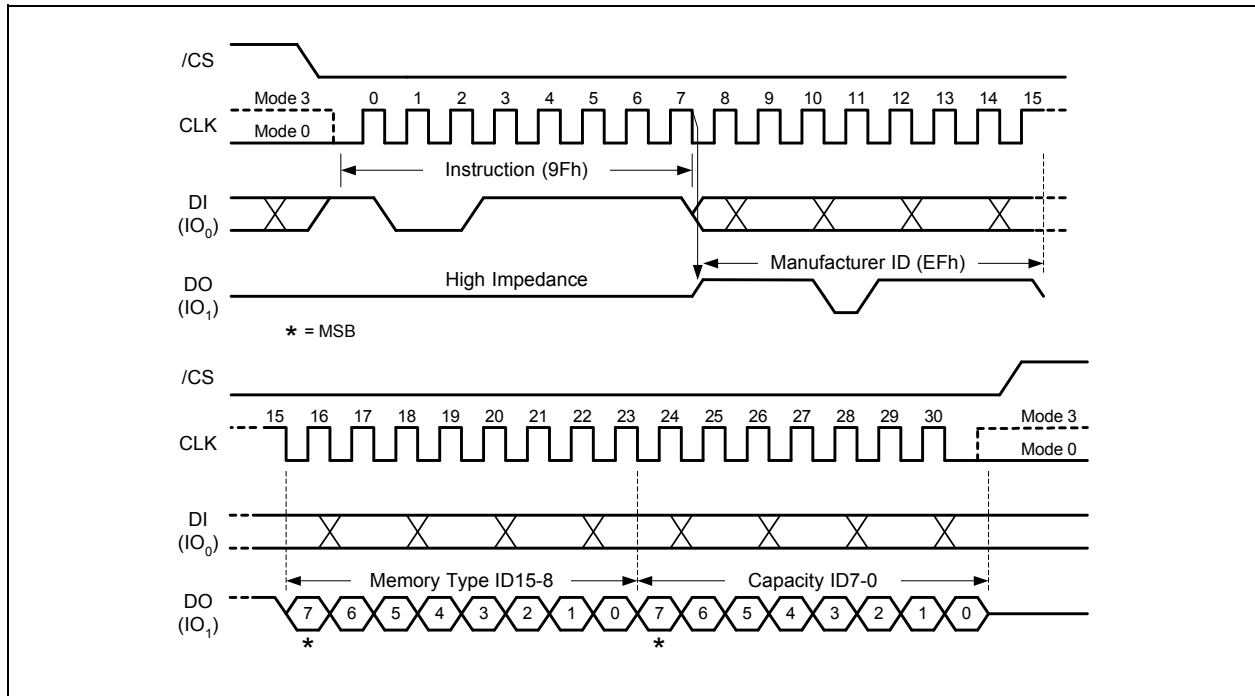 /CS
Mode 3 0 1 2 3 4 5 6 7 8 9 10 11 12 13 14 15
CLK
Mode 0
Instruction (9Fh)
DI
(IO0)
Manufacturer ID (EFh)
DO
(IO1)
High Impedance
* = MSB
/CS
15 16 17 18 19 20 21 22 23 24 25 26 27 28 29 30 Mode 3
CLK
Mode 0
DI
(IO0)
Memory Type ID15-8 Capacity ID7-0
DO
(IO1)
7 6 5 4 3 2 1 0 7 6 5 4 3 2 1 0
* *